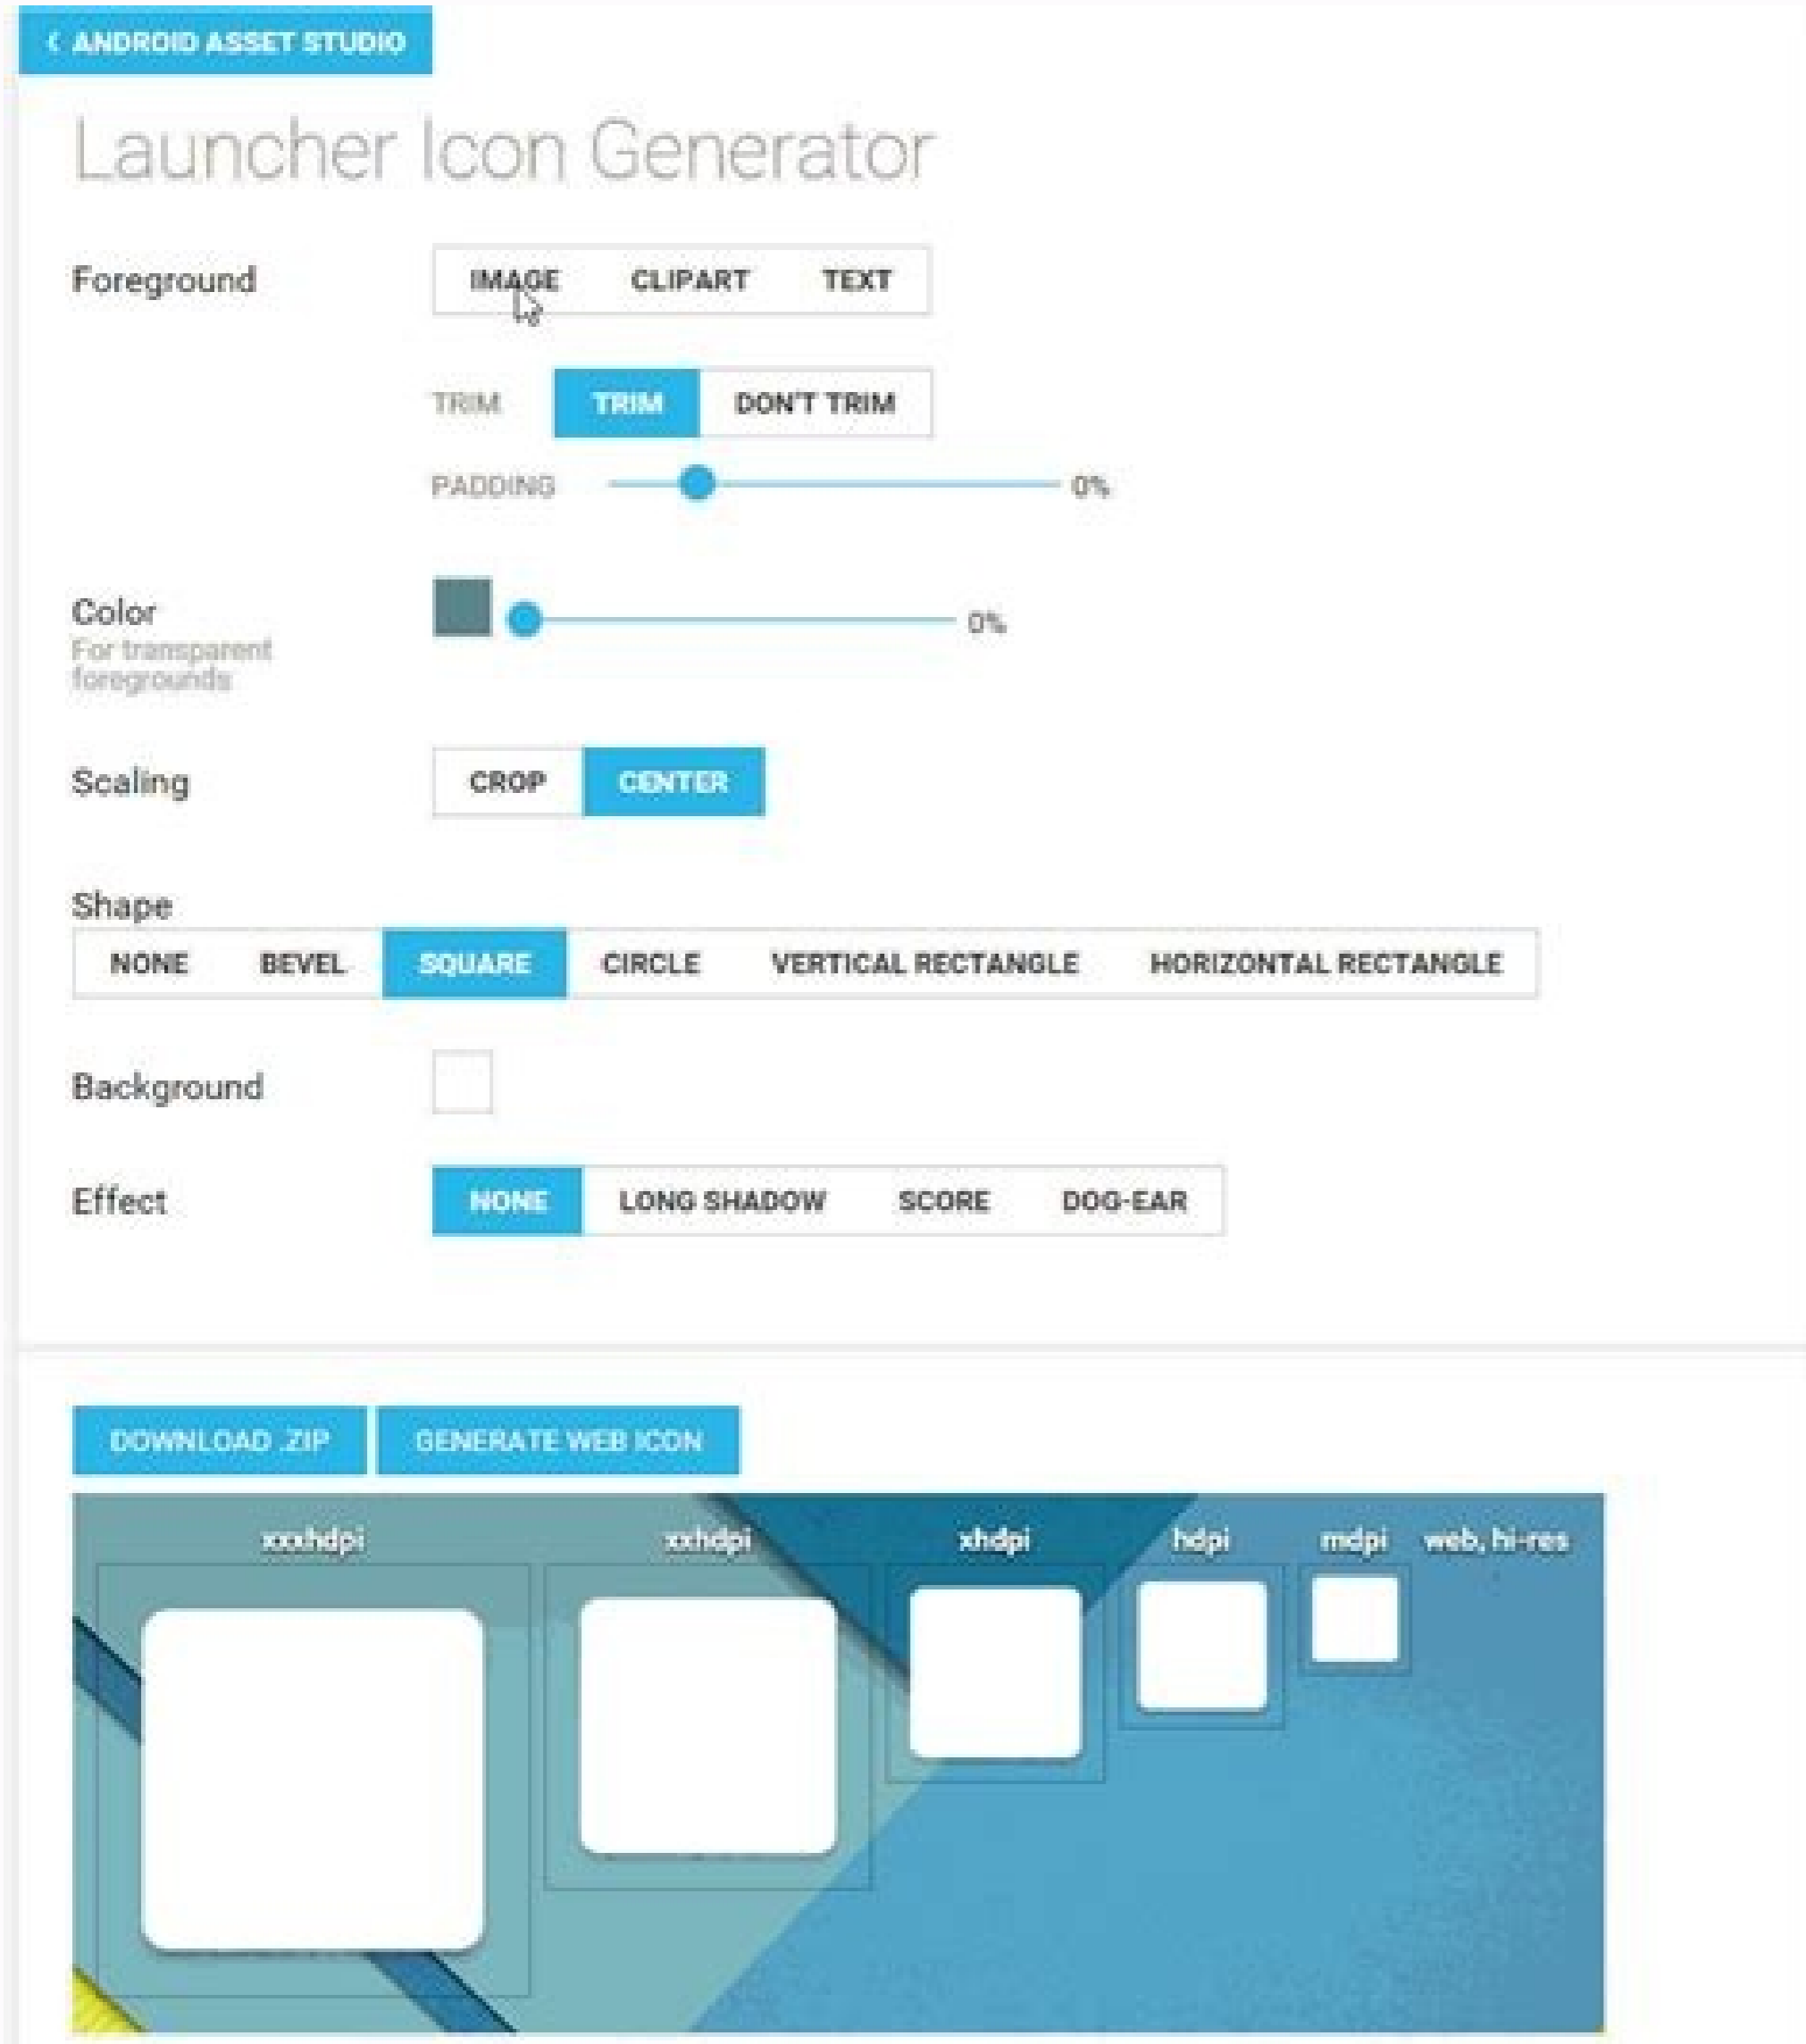 ANDROID ASSET STUDIO
Launcher Icon Generator
Foreground
IMAGE CLIPART TEXT
TRIM TRIM DON'T TRIM
PADDING 0%
Color 0%
For transparent
foregrounds
Scaling CROP CENTER
Shape
NONE BEVEL SQUARE CIRCLE VERTICAL RECTANGLE HORIZONTAL RECTANGLE
Background
Effect NONE LONG SHADOW SCORE DOG-EAR
DOWNLOAD .ZIP GENERATE WEB ICON
xxxhdpi xxhdpi xhdpi hdpi mdpi web, hi-res